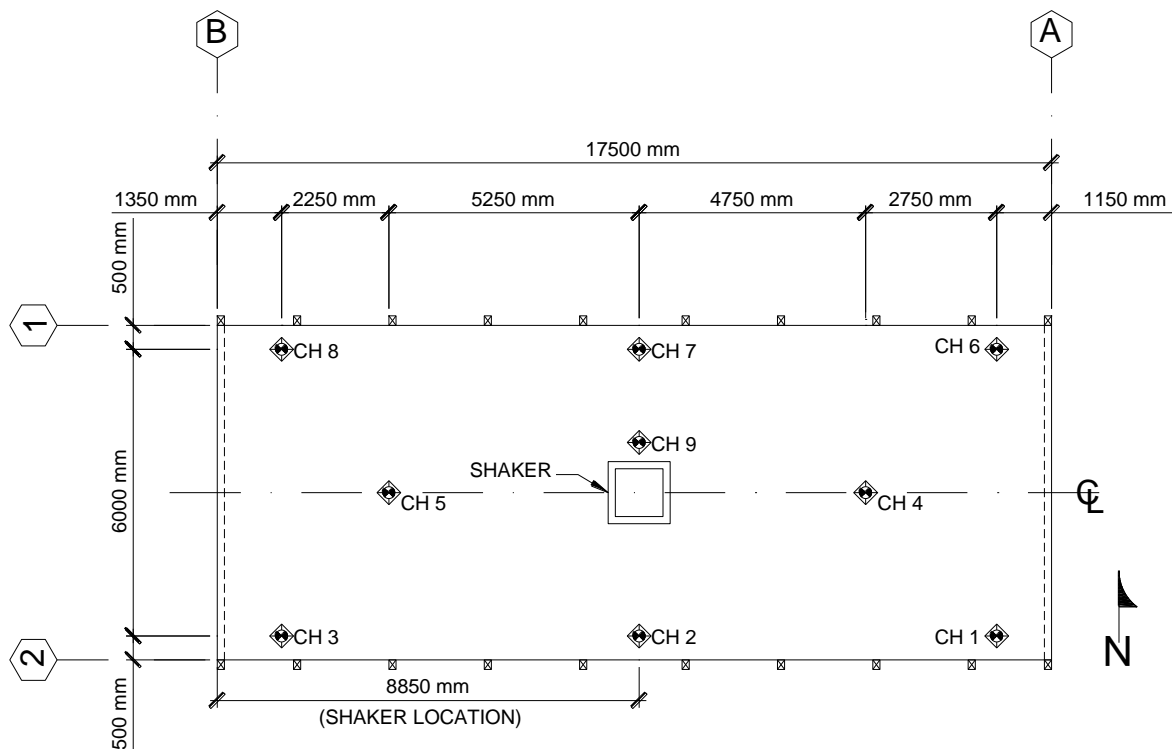 B
A
17500 mm
1350 mm
2250 mm
5250 mm
4750 mm
2750 mm
1150 mm
500 mm
1
CH 8
CH 7
CH 6
CH 9
SHAKER
6000 mm
CH 5
CH 4
CL
CH 3
CH 2
CH 1
N
2
8850 mm
(SHAKER LOCATION)
500 mm